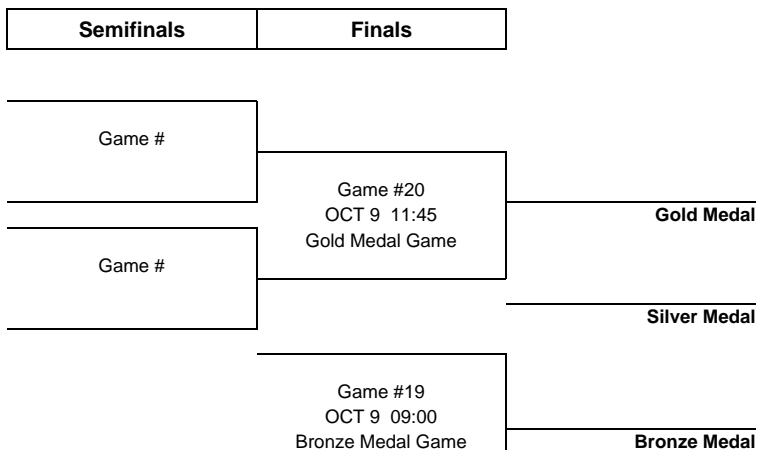 Semifinals Finals
Game #
Game #20
OCT 9 11:45
Gold Medal Game
Gold Medal
Game #
Silver Medal
Game #19
OCT 9 09:00
Bronze Medal Game
Bronze Medal